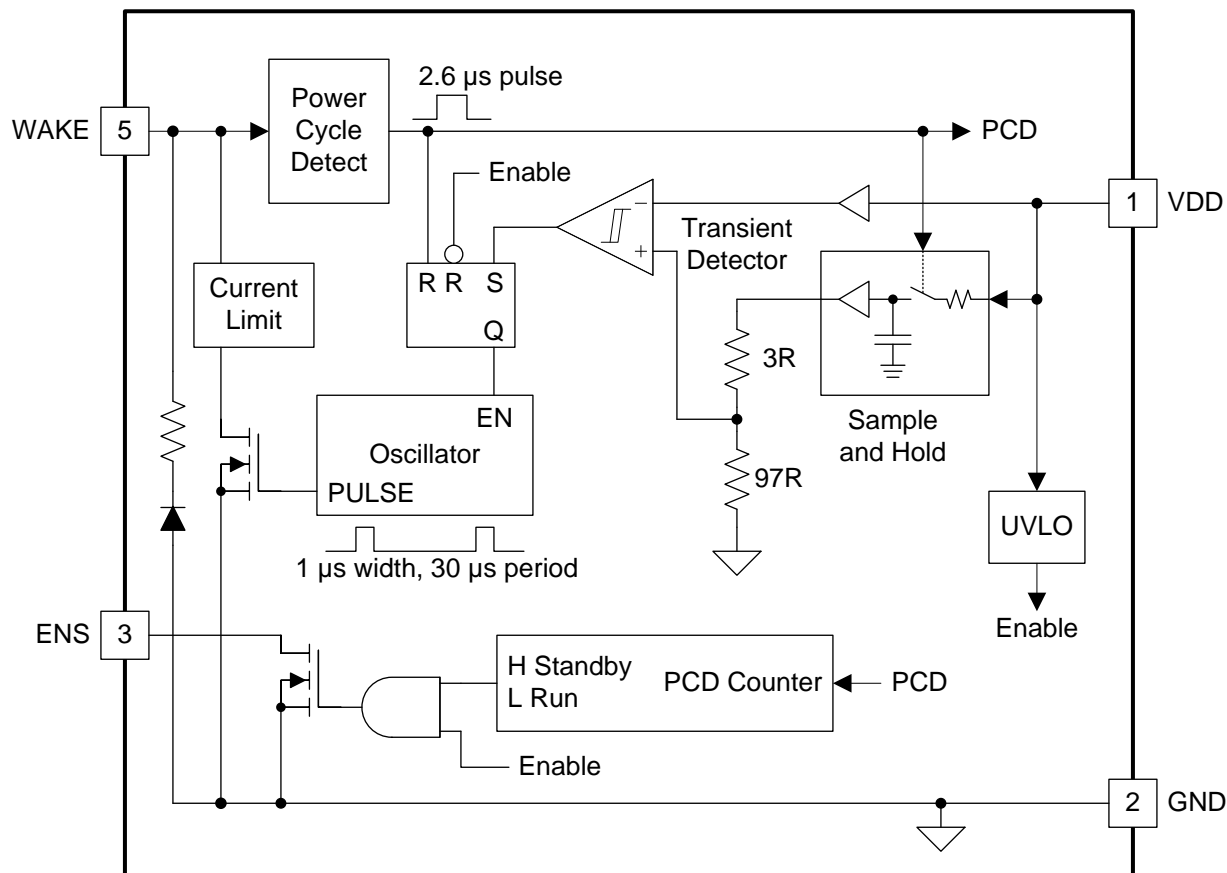 2.6 µs pulse
Power
Cycle
Detect
WAKE
5
PCD
Enable
1
VDD
−
+
Transient
Detector
R
R
S
Q
Current
Limit
3R
Sample
and Hold
EN
Oscillator
PULSE
97R
UVLO
1 µs width, 30 µs period
Enable
ENS
3
H Standby
L Run
PCD Counter
PCD
Enable
2
GND